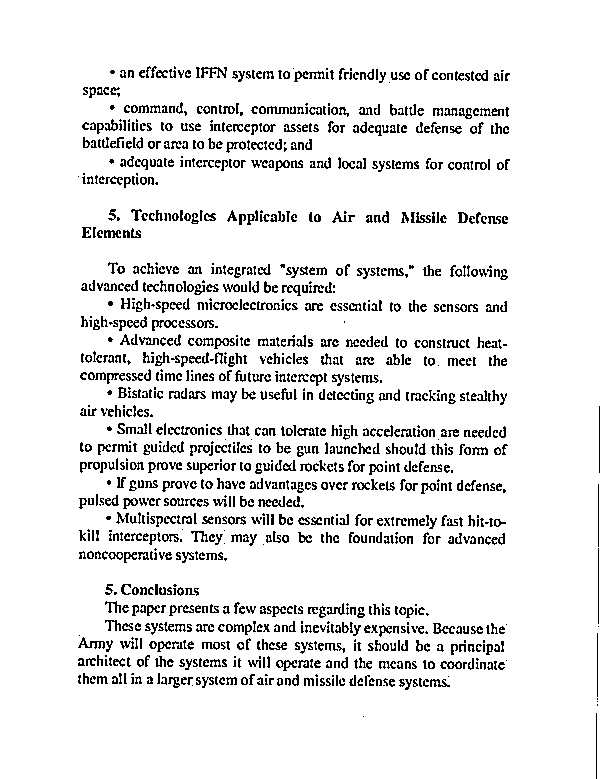 • an effective IFFN system to permit friendly use of contested air
space;
• command, control, communication, and battle management
capabilities to use interceptor assets for adequate defense of the
battlefield or area to be protected; and
• adequate interceptor weapons and local systems for control of
interception.
5. Technologies Applicable to Air and Missile Defense
Elements
To achieve an integrated "system of systems," the following
advanced technologies would be required:
• High-speed microelectronics are essential to the sensors and
high-speed processors.
• Advanced composite materials are needed to construct heat-
tolerant, high-speed-flight vehicles that are able to meet the
compressed time lines of future intercept systems.
• Bistatic radars may be useful in detecting and tracking stealthy
air vehicles.
• Small electronics that can tolerate high acceleration are needed
to permit guided projectiles to be gun launched should this form of
propulsion prove superior to guided rockets for point defense.
• If guns prove to have advantages over rockets for point defense,
pulsed power sources will be needed.
• Multispectral sensors will be essential for extremely fast hit-to-
kill interceptors. They may also be the foundation for advanced
noncooperative systems.
5. Conclusions
The paper presents a few aspects regarding this topic.
These systems are complex and inevitably expensive. Because the
Army will operate most of these systems, it should be a principal
architect of the systems it will operate and the means to coordinate
them all in a larger system of air and missile defense systems.